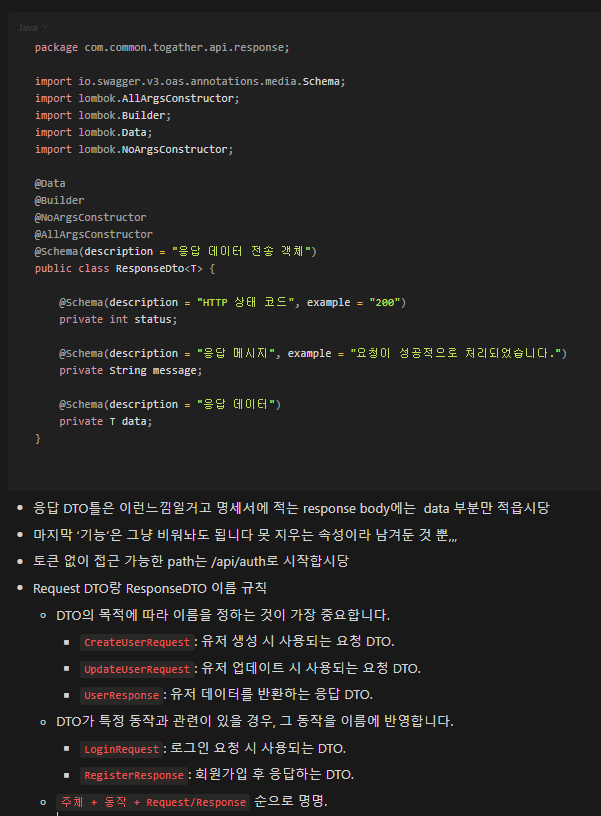 Java
package com.common.togather.api.response;
import io.swagger.v3.oas.annotations.media.Schema;
import lombok.AllArgsConstructor;
import lombok.Builder;
import lombok.Data;
import lombok.NoArgsConstructor;
@Data
@Builder
@NoArgsConstructor
@AllArgsConstructor
@Schema(description = "응답 데이터 전송 객체")
public class ResponseDto<T> {
@Schema(description = "HTTP 상태 코드", example = "200")
private int status;
@Schema(description = "응답 메시지", example = "요청이 성공적으로 처리되었습니다.")
private String message;
@Schema(description = "응답 데이터")
private T data;
}
• 응답 DTO틀은 이런느낌일거고 명세서에 적는 response body에는 data 부분만 적읍시당
• 마지막 ‘기능’은 그냥 비워놔도 됩니다 못 지우는 속성이라 남겨둔 것 뿐,,,
• 토큰 없이 접근 가능한 path는 /api/auth로 시작합시당
• Request DTO랑 ResponseDTO 이름 규칙
◦ DTO의 목적에 따라 이름을 정하는 것이 가장 중요합니다.
▪ CreateUserRequest: 유저 생성 시 사용되는 요청 DTO.
▪ UpdateUserRequest: 유저 업데이트 시 사용되는 요청 DTO.
▪ UserResponse: 유저 데이터를 반환하는 응답 DTO.
◦ DTO가 특정 동작과 관련이 있을 경우, 그 동작을 이름에 반영합니다.
▪ LoginRequest: 로그인 요청 시 사용되는 DTO.
▪ RegisterResponse: 회원가입 후 응답하는 DTO.
◦ 주체 + 동작 + Request/Response 순으로 명명.